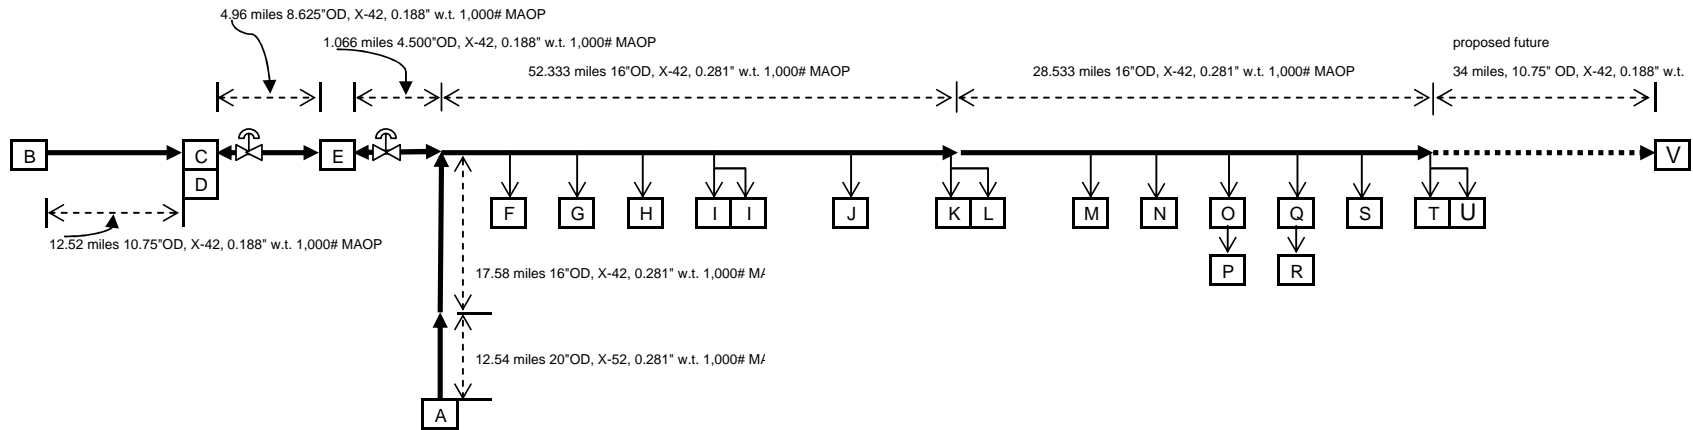 4.96 miles 8.625"OD, X-42, 0.188" w.t. 1,000# MAOP
1.066 miles 4.500"OD, X-42, 0.188" w.t. 1,000# MAOP
proposed future
52.333 miles 16"OD, X-42, 0.281" w.t. 1,000# MAOP
28.533 miles 16"OD, X-42, 0.281" w.t. 1,000# MAOP
34 miles, 10.75" OD, X-42, 0.188" w.t.
B
C
E
V
D
F
G
H
I
I
J
K
L
M
N
O
Q
S
T
U
12.52 miles 10.75"OD, X-42, 0.188" w.t. 1,000# MAOP
P
R
17.58 miles 16"OD, X-42, 0.281" w.t. 1,000# MA
12.54 miles 20"OD, X-52, 0.281" w.t. 1,000# MA
A